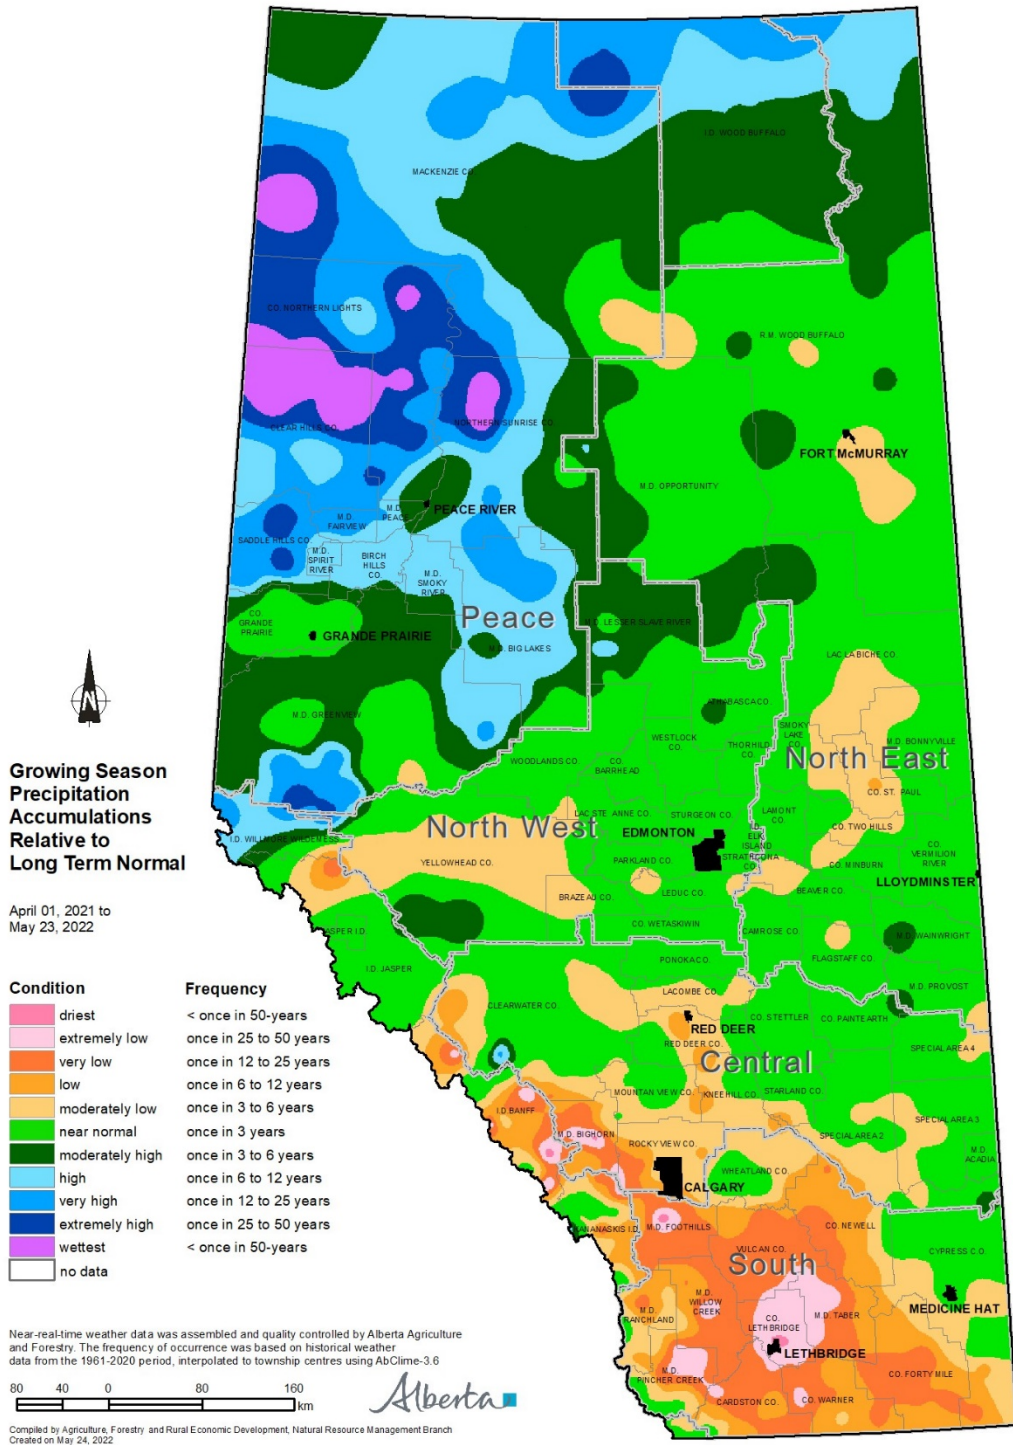 I.D. WOOD BUFFALO
MACKENZIE CO.
CO. NORTHERN LIGHTS
R.M. WOOD BUFFALO
CLEAR HILLS CO.
NORTHERN SUNRISE CO.
FORT McMURRAY
M.D. OPPORTUNITY
M.D.
PEACE
PEACE RIVER
M.D.
FAIRVIEW
SADDLE HILLS CO.
M.D.
SPIRIT
RIVER
BIRCH
HILLS
CO.
M.D.
SMOKY
RIVER
Peace
CO.
GRANDE
PRAIRIE
GRANDE PRAIRIE
M.D. LESSER SLAVE RIVER
M.D. BIG LAKES
LAC LA BICHE CO.
N
M.D. GREENVIEW
ATHABASCA CO.
SMOKY
LAKE
CO.
WESTLOCK
CO.
THORHILD
CO.
M.D. BONNYVILLE
North East
WOODLANDS CO.
CO.
BARRHEAD
CO. ST. PAUL
Growing Season
Precipitation
Accumulations
Relative to
Long Term Normal
April 01, 2021 to
May 23, 2022
I.D. WILLMORE WILDERNESS
North West
LAC STE ANNE CO.
STURGEON CO.
LAMONT
CO.
EDMONTON
ELK
ISLAND
STRATHCONA
CO.
CO. TWO HILLS
YELLOWHEAD CO.
PARKLAND CO.
CO. MINBURN
CO.
VERMILION
RIVER
LLOYDMINSTER
BRAZEAU CO.
LEDUC CO.
BEAVER CO.
JASPER I.D.
CO. WETASKIWIN
CAMROSE CO.
M.D. WAINWRIGHT
FLAGSTAFF CO.
I.D. JASPER
PONOKA CO.
M.D. PROVOST
CLEARWATER CO.
LACOMBE CO.
CO. STETTLER
CO. PAINTEARTH
RED DEER
RED DEER CO.
SPECIAL AREA 4
Central
MOUNTAIN VIEW CO.
KNEEHILL CO.
STARLAND CO.
I.D. BANFF
M.D. BIGHORN
ROCKY VIEW CO.
SPECIAL AREA 2
SPECIAL AREA 3
M.D.
ACADIA
WHEATLAND CO.
CALGARY
KANANASKIS I.D.
M.D. FOOTHILLS
CO. NEWELL
VULCAN CO.
CYPRESS C.O.
South
M.D.
WILLOW
CREEK
M.D.
RANCHLAND
CO.
LETHBRIDGE
M.D. TABER
MEDICINE HAT
LETHBRIDGE
M.D.
PINCHER CREEK
CO. FORTY MILE
CARDSTON CO.
CO. WARNER
Condition Frequency
driest < once in 50-years
extremely low once in 25 to 50 years
very low once in 12 to 25 years
low once in 6 to 12 years
moderately low once in 3 to 6 years
near normal once in 3 years
moderately high once in 3 to 6 years
high once in 6 to 12 years
very high once in 12 to 25 years
extremely high once in 25 to 50 years
wettest < once in 50-years
no data
Near-real-time weather data was assembled and quality controlled by Alberta Agriculture
and Forestry. The frequency of occurrence was based on historical weather
data from the 1961-2020 period, interpolated to township centres using AbClime-3.6
80 40 0 80 160
km
Alberta
Compiled by Agriculture, Forestry and Rural Economic Development, Natural Resource Management Branch
Created on May 24, 2022